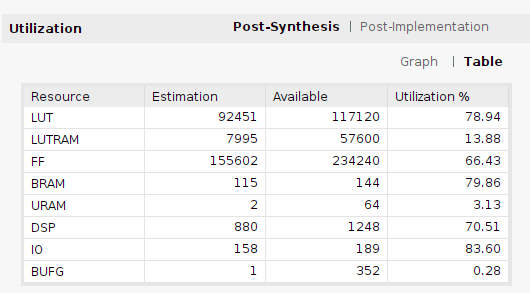 Utilization Post-Synthesis | Post-Implementation
Graph | Table
Resource Estimation Available Utilization %
LUT 92451 117120 78.94
LUTRAM 7995 57600 13.88
FF 155602 234240 66.43
BRAM 115 144 79.86
URAM 2 64 3.13
DSP 880 1248 70.51
IO 158 189 83.60
BUFG 1 352 0.28